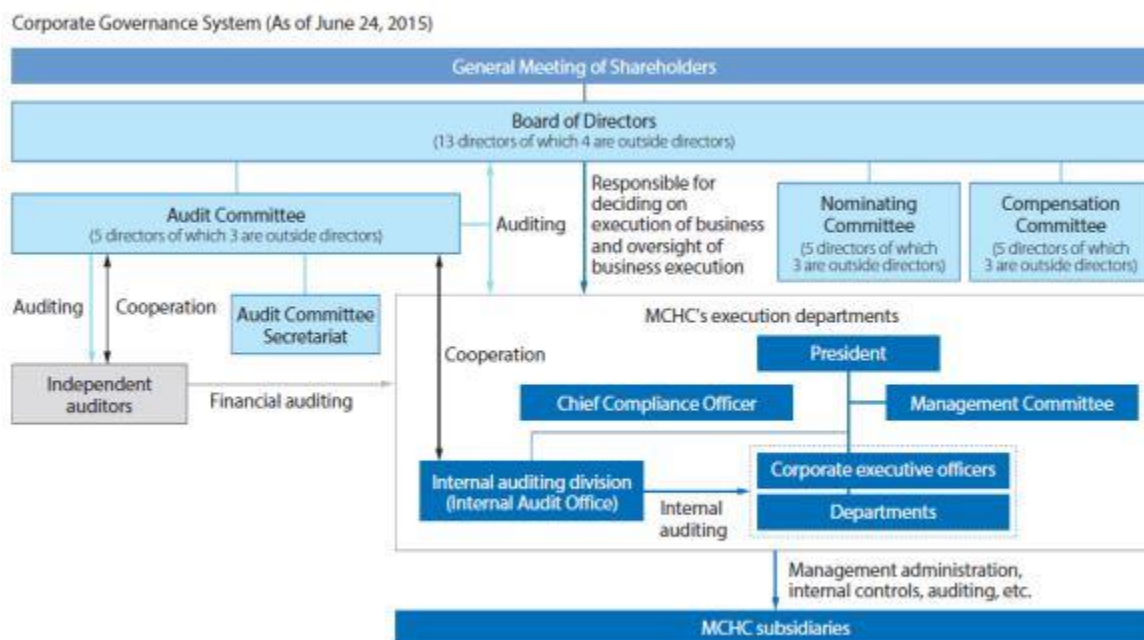 Corporate Governance System (As of June 24, 2015)
General Meeting of Shareholders
Board of Directors
(13 directors of which 4 are outside directors)
Audit Committee
(5 directors of which 3 are outside directors)
Auditing
Responsible for
deciding on
execution of business
and oversight of
business execution
Nominating
Committee
(5 directors of which
3 are outside directors)
Compensation
Committee
(5 directors of which
3 are outside directors)
Auditing
Cooperation
Audit Committee
Secretariat
Cooperation
MCHC's execution departments
President
Independent
auditors
Financial auditing
Chief Compliance Officer
Management Committee
Internal auditing division
(Internal Audit Office)
Internal
auditing
Corporate executive officers
Departments
Management administration,
internal controls, auditing, etc.
MCHC subsidiaries